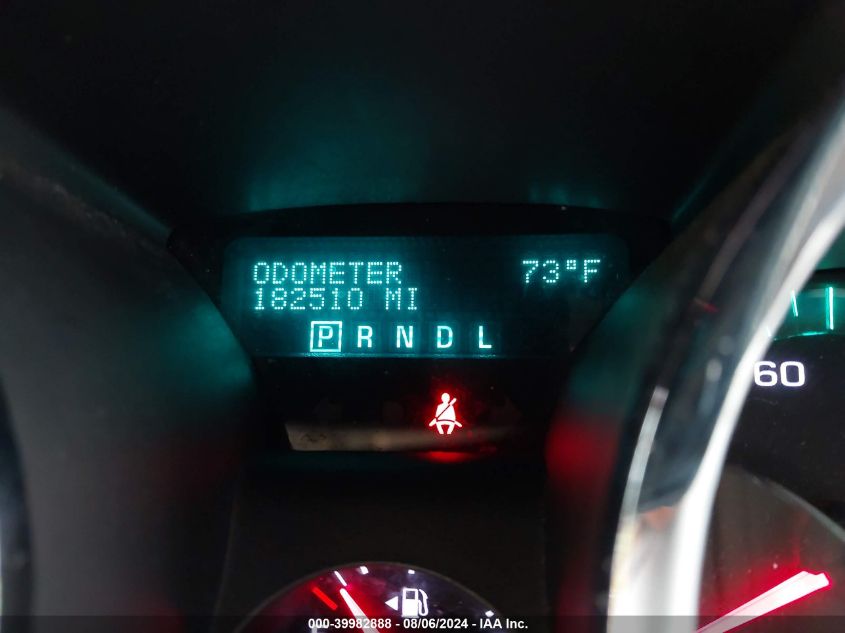 ODOMETER 73°F
182510 MI
P R N D L
60
000-39982888 - 08/06/2024 - IAA Inc.